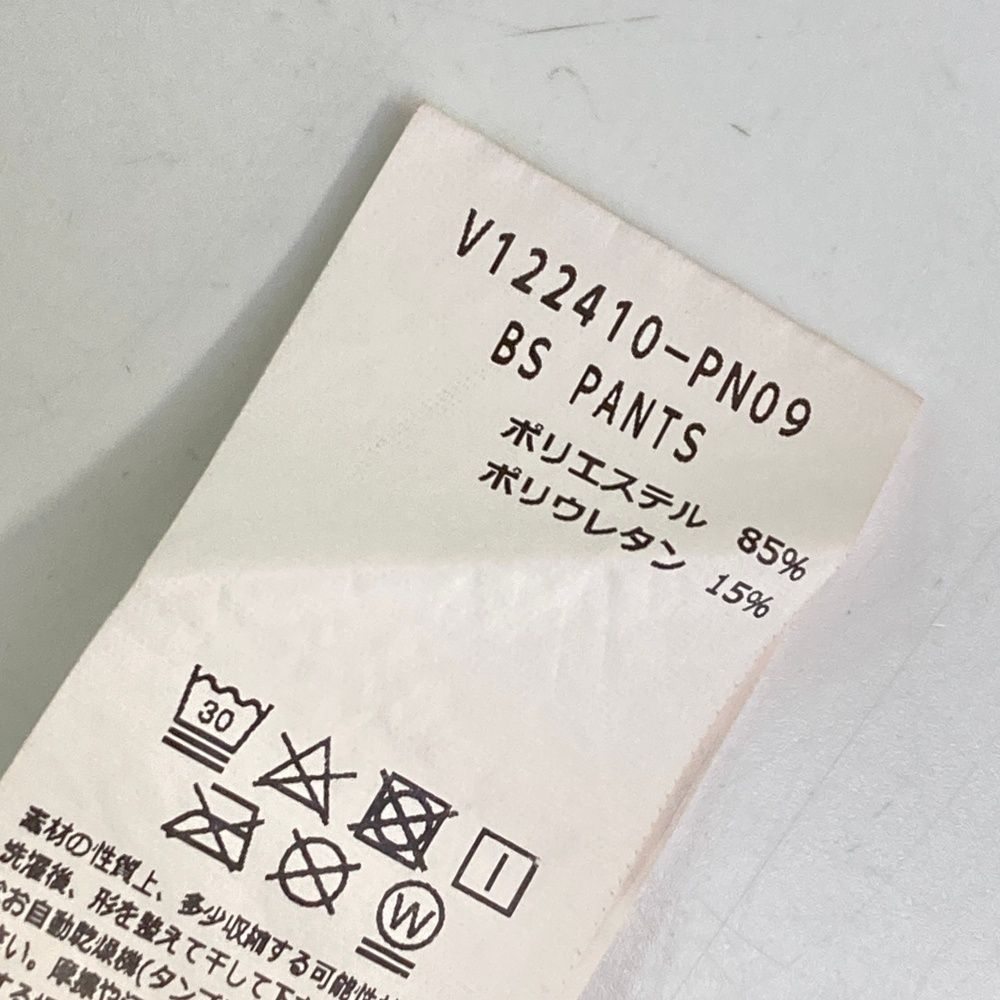 V122410-PN09
BS PANTS
ポリエステル 85%
ポリウレタン 15%
30
W
素材の性質上、多少収縮する可能性が
洗濯後、形を整えて干して下
お自動乾燥機(タンブ
さい。摩擦や